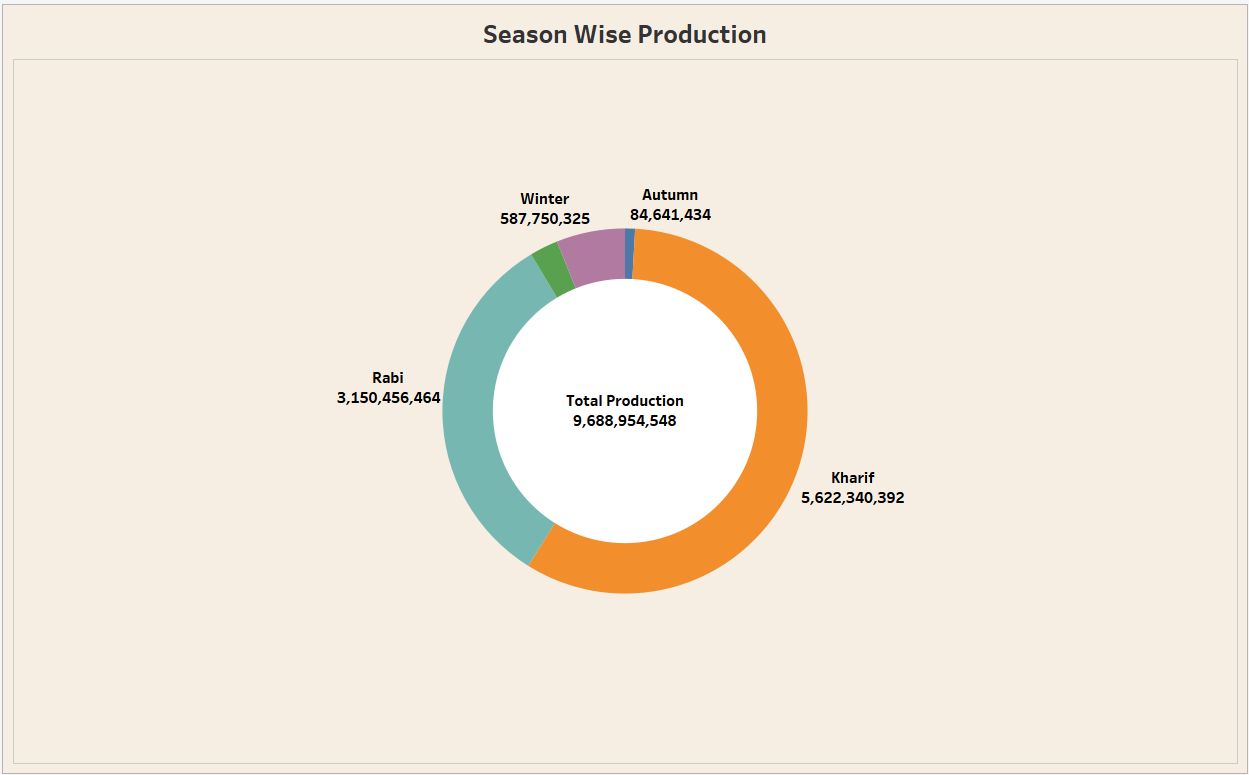 Season Wise Production
Winter
587,750,325
Autumn
84,641,434
Rabi
3,150,456,464
Total Production
9,688,954,548
Kharif
5,622,340,392